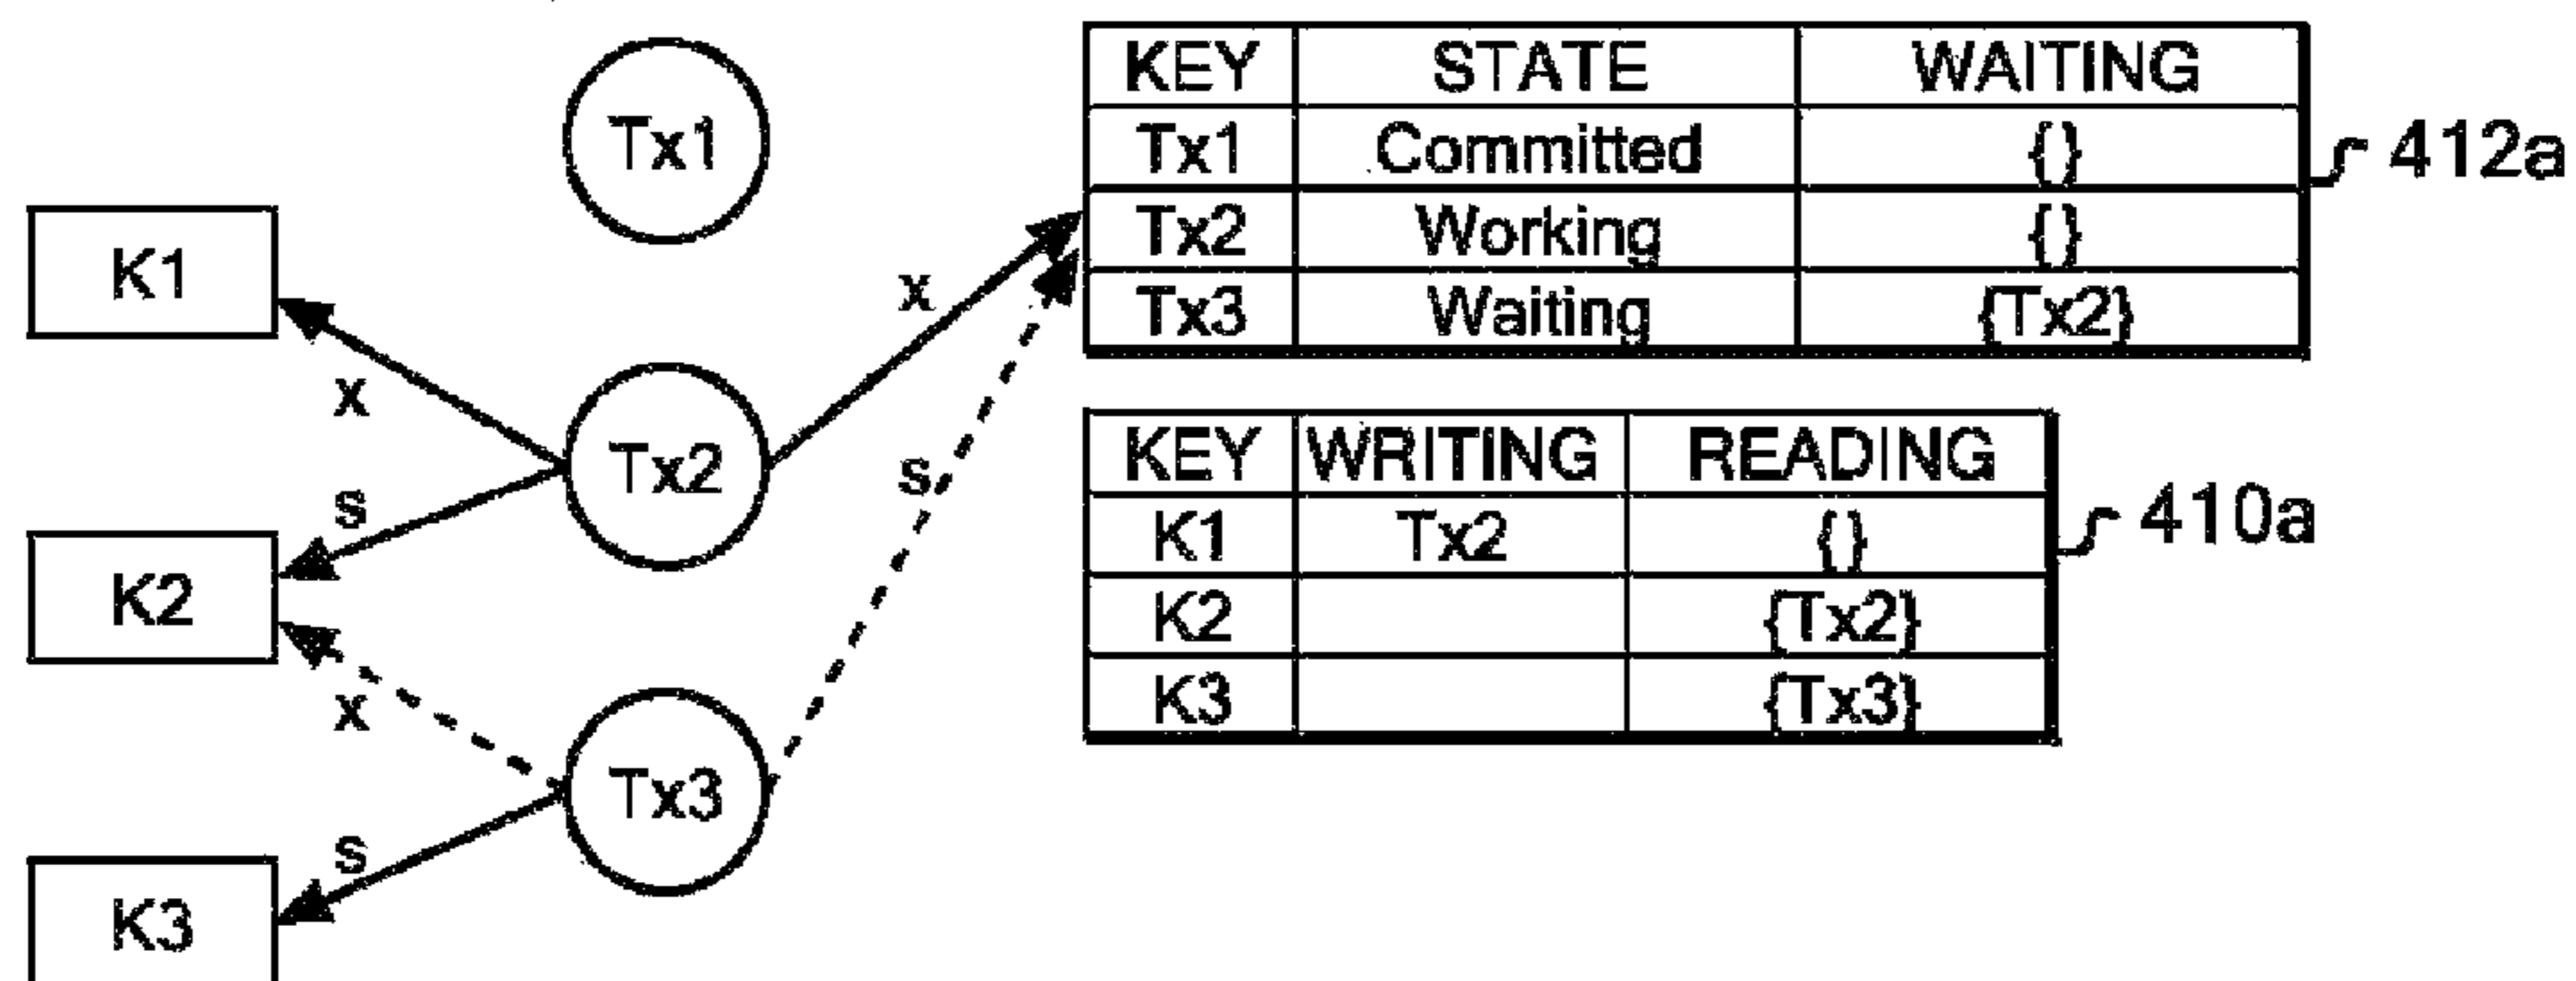 Tx1
K1
x
s
Tx2
x
K2
x
s
Tx3
s
K3
KEY STATE WAITING
Tx1 Committed {}
Tx2 Working {}
Tx3 Waiting {Tx2}
412a
KEY WRITING READING
K1 Tx2 {}
K2 {Tx2}
K3 {Tx3}
410a